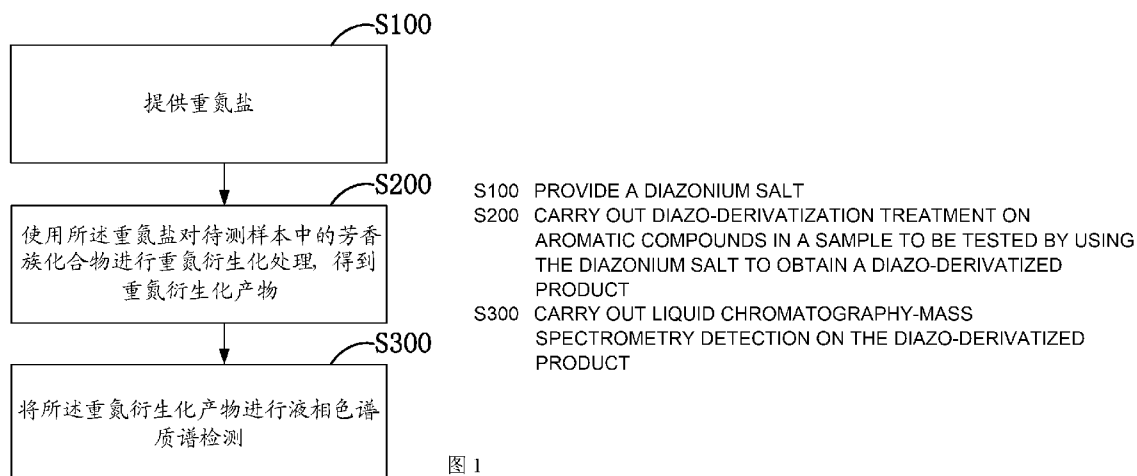 S100
提供重氮盐
S200
使用所述重氮盐对待测样本中的芳香
族化合物进行重氮衍生化处理, 得到
重氮衍生化产物
S300
将所述重氮衍生化产物进行液相色谱
质谱检测
S100 PROVIDE A DIAZONIUM SALT
S200 CARRY OUT DIAZO-DERIVATIZATION TREATMENT ON
AROMATIC COMPOUNDS IN A SAMPLE TO BE TESTED BY USING
THE DIAZONIUM SALT TO OBTAIN A DIAZO-DERIVATIZED
PRODUCT
S300 CARRY OUT LIQUID CHROMATOGRAPHY-MASS
SPECTROMETRY DETECTION ON THE DIAZO-DERIVATIZED
PRODUCT
图 1